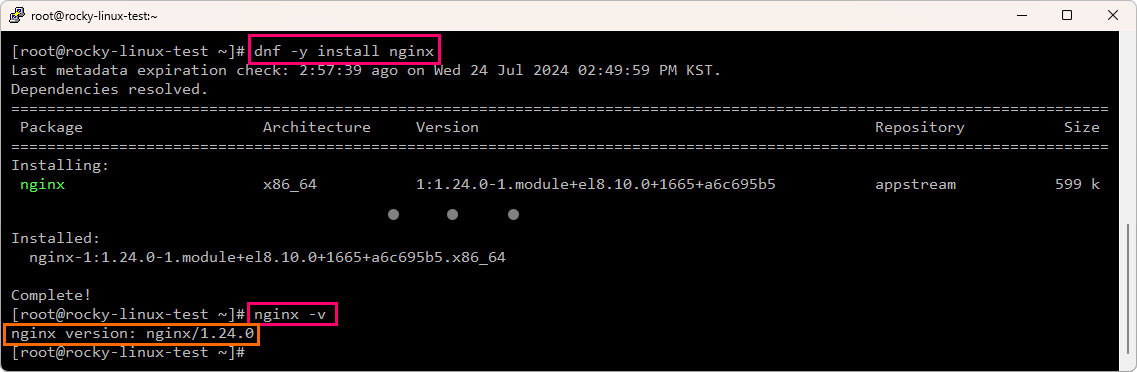 root@rocky-linux-test:~
[root@rocky-linux-test ~]# dnf -y install nginx
Last metadata expiration check: 2:57:39 ago on Wed 24 Jul 2024 02:49:59 PM KST.
Dependencies resolved.
================================================================================
Package Architecture Version Repository Size
================================================================================
Installing:
nginx x86_64 1:1.24.0-1.module+el8.10.0+1665+a6c695b5 appstream 599 k
● ● ●
Installed:
nginx-1:1.24.0-1.module+el8.10.0+1665+a6c695b5.x86_64
Complete!
[root@rocky-linux-test ~]# nginx -v
nginx version: nginx/1.24.0
[root@rocky-linux-test ~]#